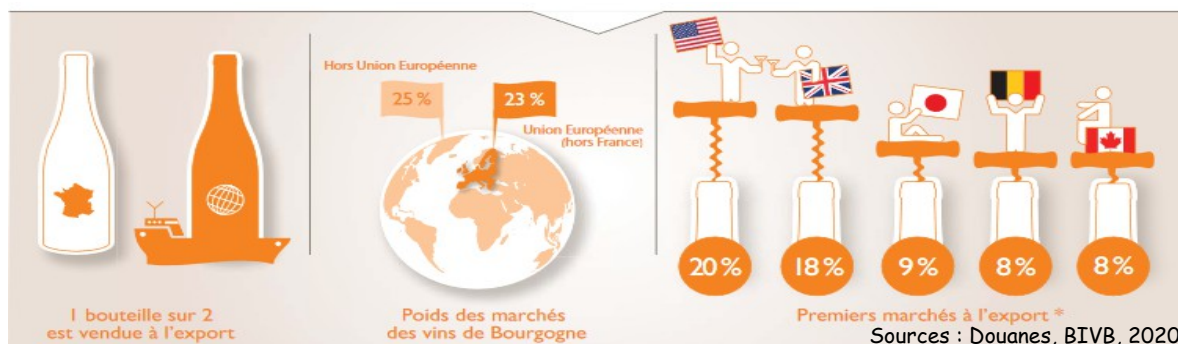 1 bouteille sur 2
est vendue à l'export
Hors Union Européenne
25 %
23 %
Union Européenne
(hors France)
Poids des marchés
des vins de Bourgogne
20%
18%
9%
8%
8%
Premiers marchés à l'export *
Sources : Douanes, BIVB, 2020